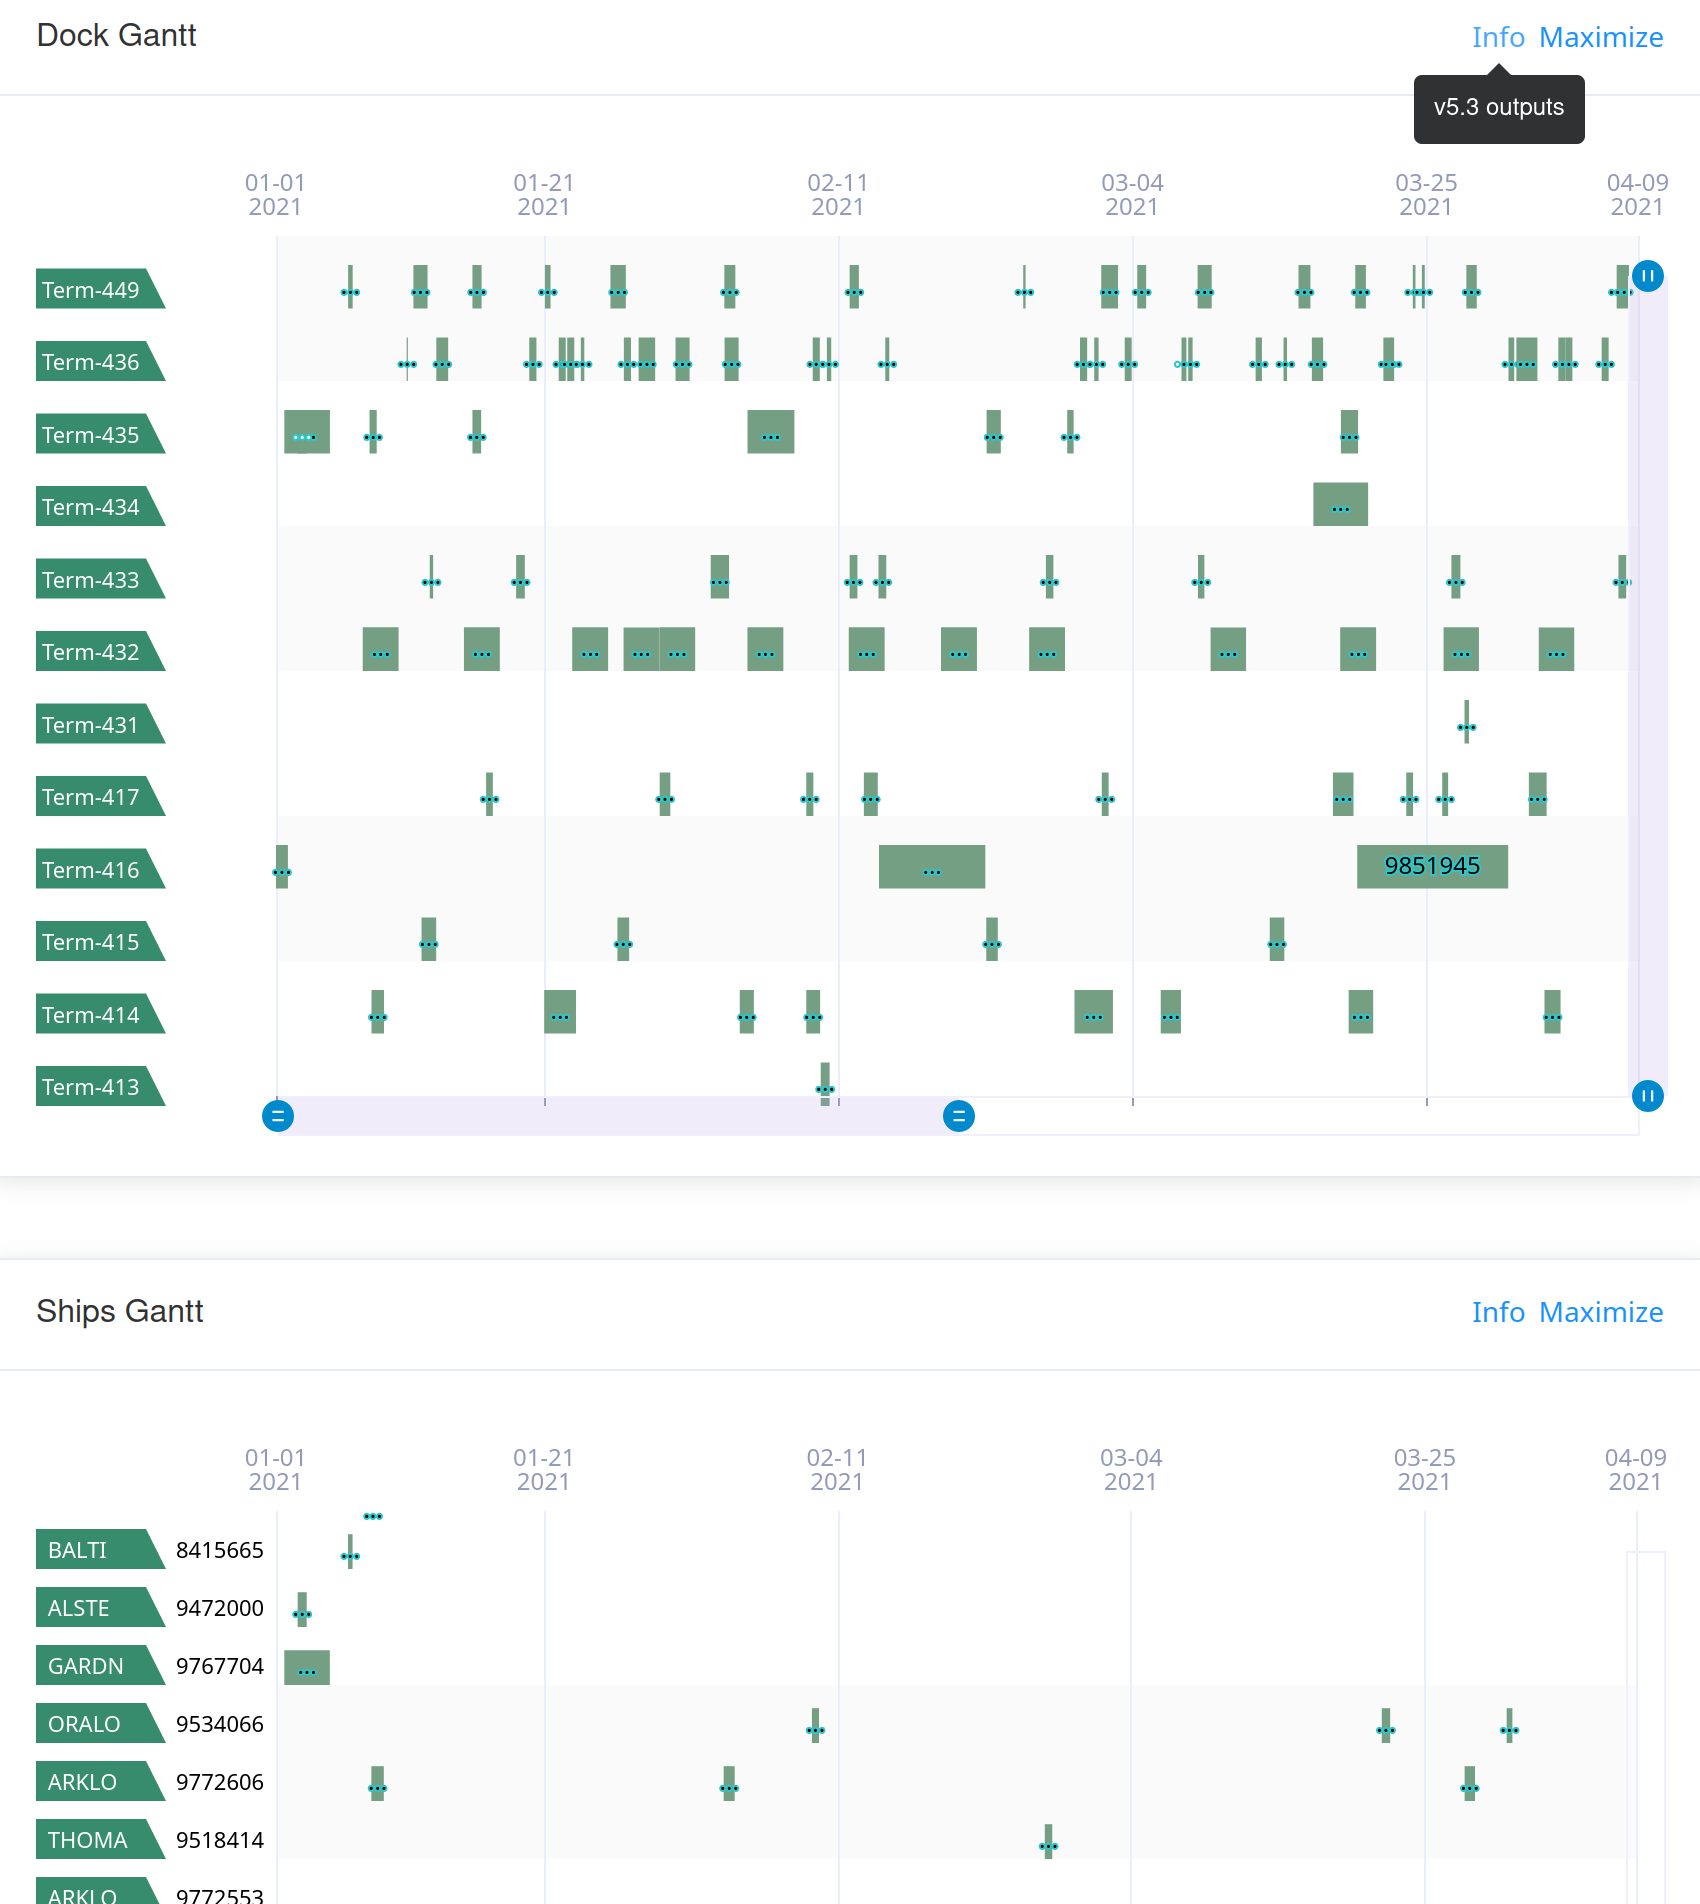 Dock Gantt
Info Maximize
v5.3 outputs
01-01 01-21 02-11 03-04 03-25 04-09
2021 2021 2021 2021 2021 2021
Term-449
Term-436
Term-435
Term-434
Term-433
Term-432
Term-431
Term-417
Term-416
9851945
Term-415
Term-414
Term-413
Ships Gantt
Info Maximize
01-01 01-21 02-11 03-04 03-25 04-09
2021 2021 2021 2021 2021 2021
BALTI 8415665
ALSTE 9472000
GARDN 9767704
ORALO 9534066
ARKLO 9772606
THOMA 9518414
ARKLO 9772553